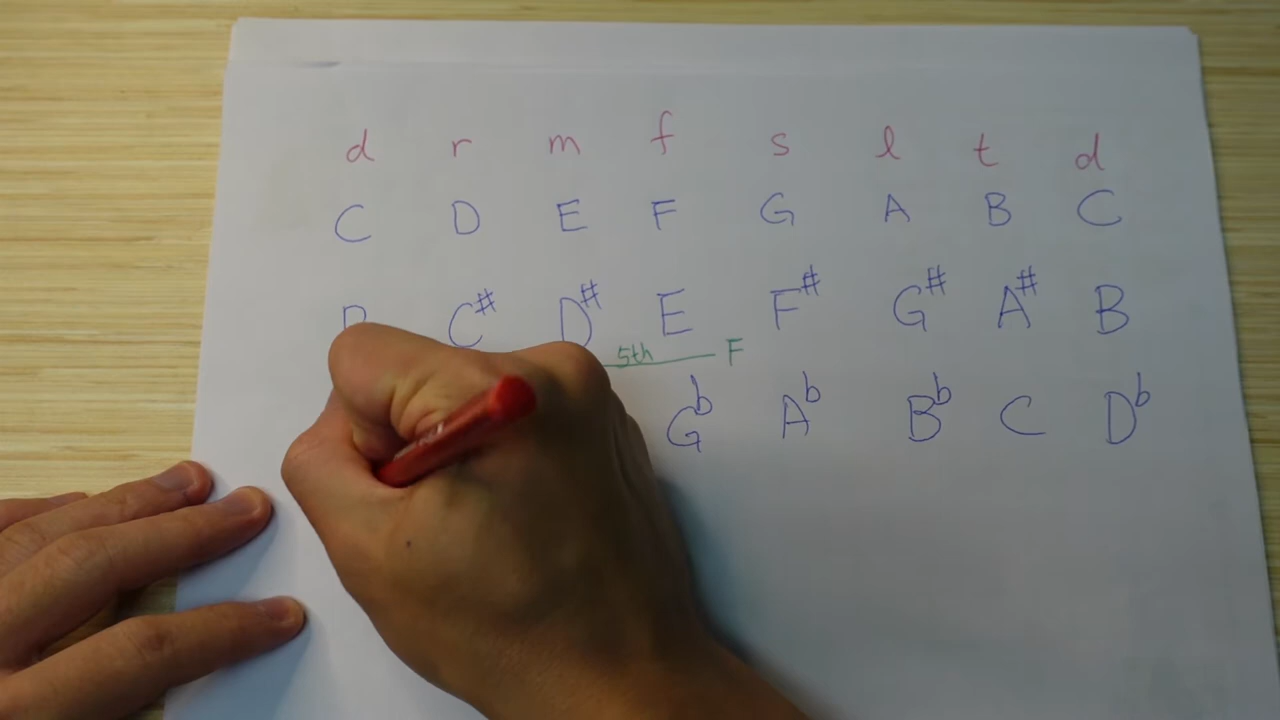 d r m f s l t d
C D E F G A B C
C# D# E F# G# A# B
5th F
Gb Ab Bb C Db